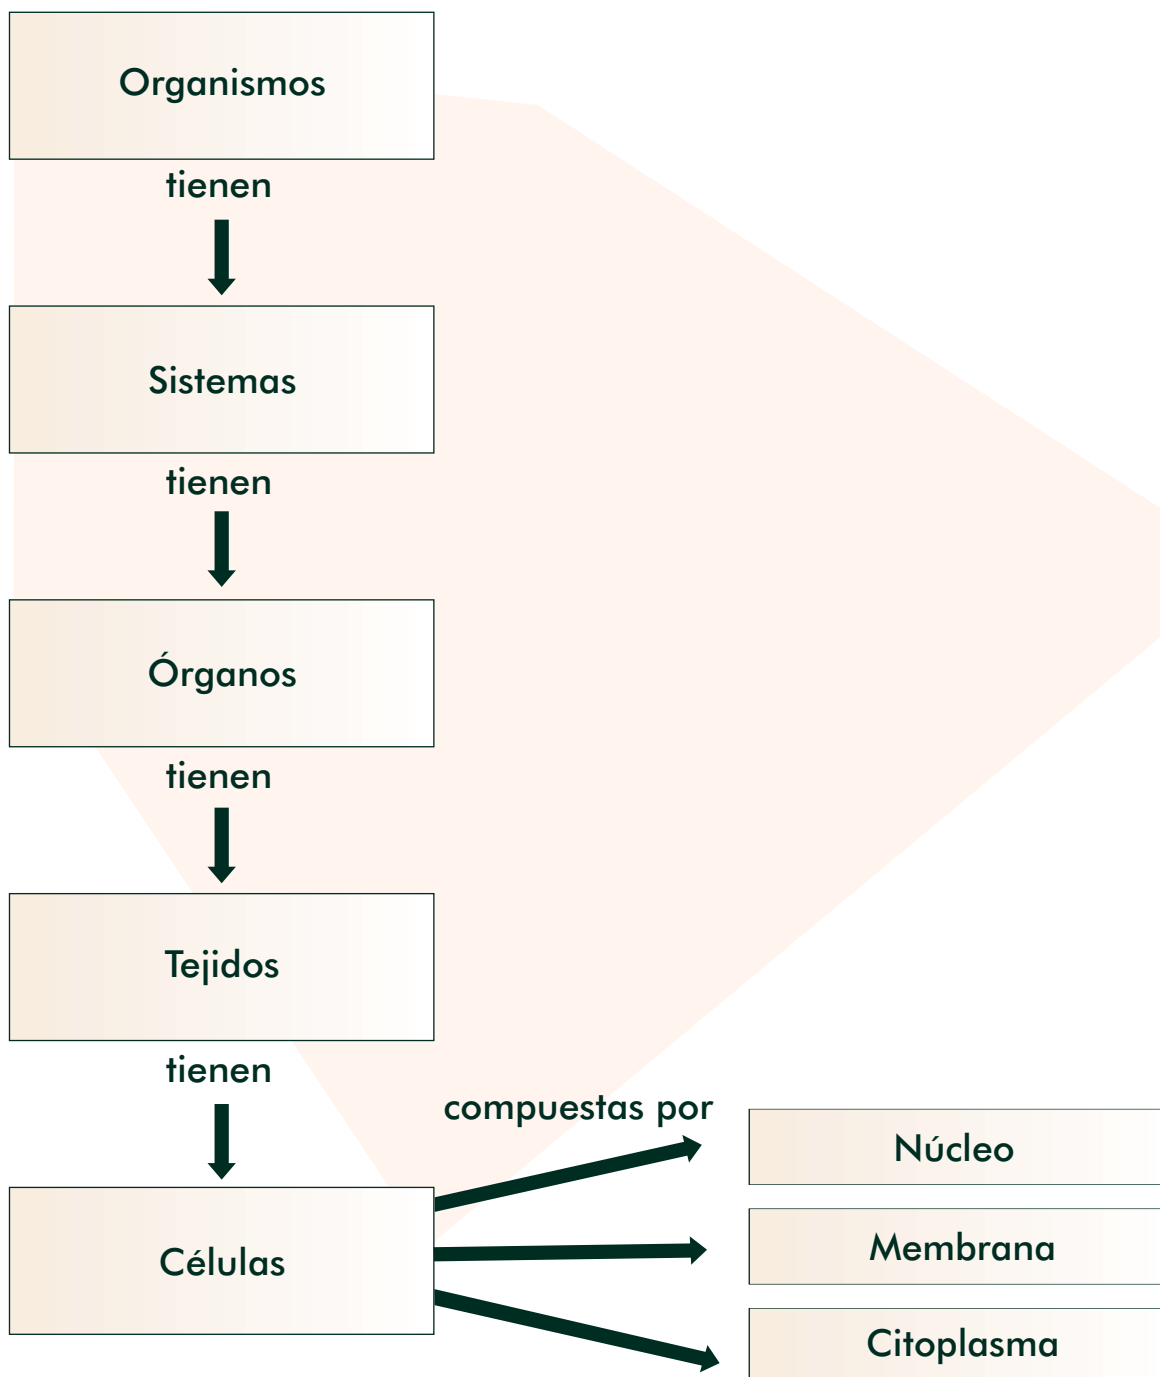 Organismos
tienen
Sistemas
tienen
Órganos
tienen
Tejidos
tienen
Células
compuestas por
Núcleo
Membrana
Citoplasma